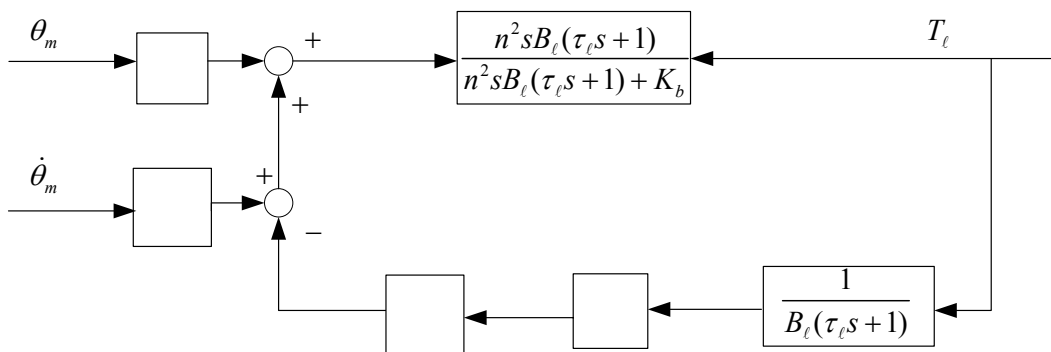 θ_m
+
n²sB_ℓ(τ_ℓs+1)
n²sB_ℓ(τ_ℓs+1)+K_b
T_ℓ
+
θ̇_m
+
−
1
B_ℓ(τ_ℓs+1)